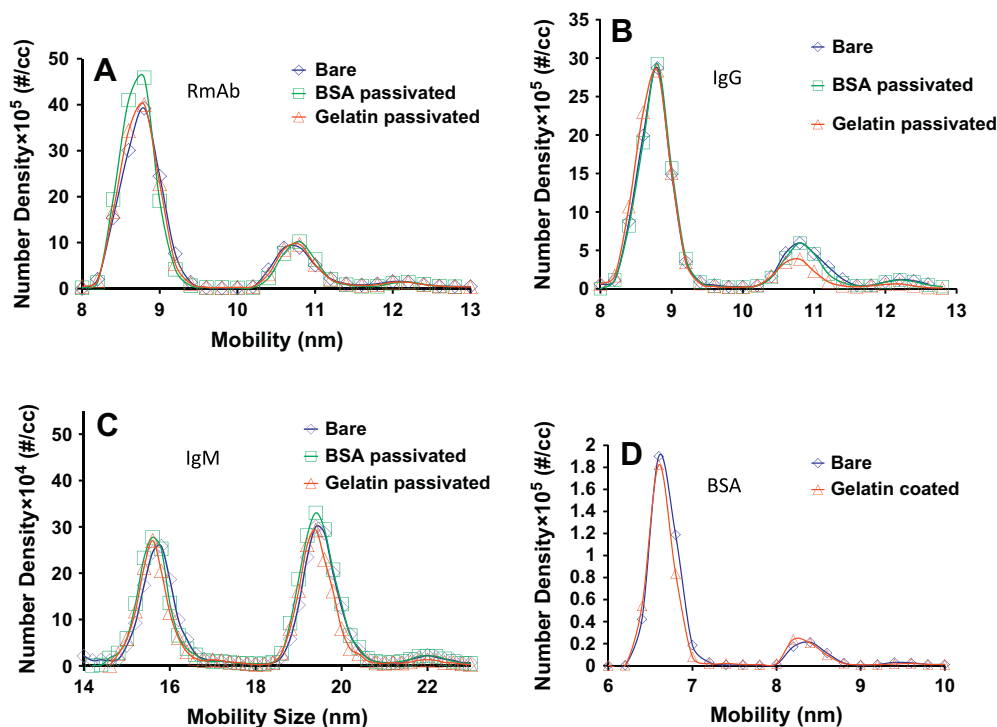 A
RmAb
Bare
BSA passivated
Gelatin passivated
Number Density×10⁵ (#/cc)
50
40
30
20
10
0
8 9 10 11 12 13
Mobility (nm)
B
IgG
Bare
BSA passivated
Gelatin passivated
Number Density×10⁵ (#/cc)
35
30
25
20
15
10
5
0
8 9 10 11 12 13
Mobility (nm)
C
IgM
Bare
BSA passivated
Gelatin passivated
Number Density×10⁴ (#/cc)
50
40
30
20
10
0
14 16 18 20 22
Mobility Size (nm)
D
BSA
Bare
Gelatin coated
Number Density×10⁵ (#/cc)
2
1.8
1.6
1.4
1.2
1
0.8
0.6
0.4
0.2
0
6 7 8 9 10
Mobility (nm)